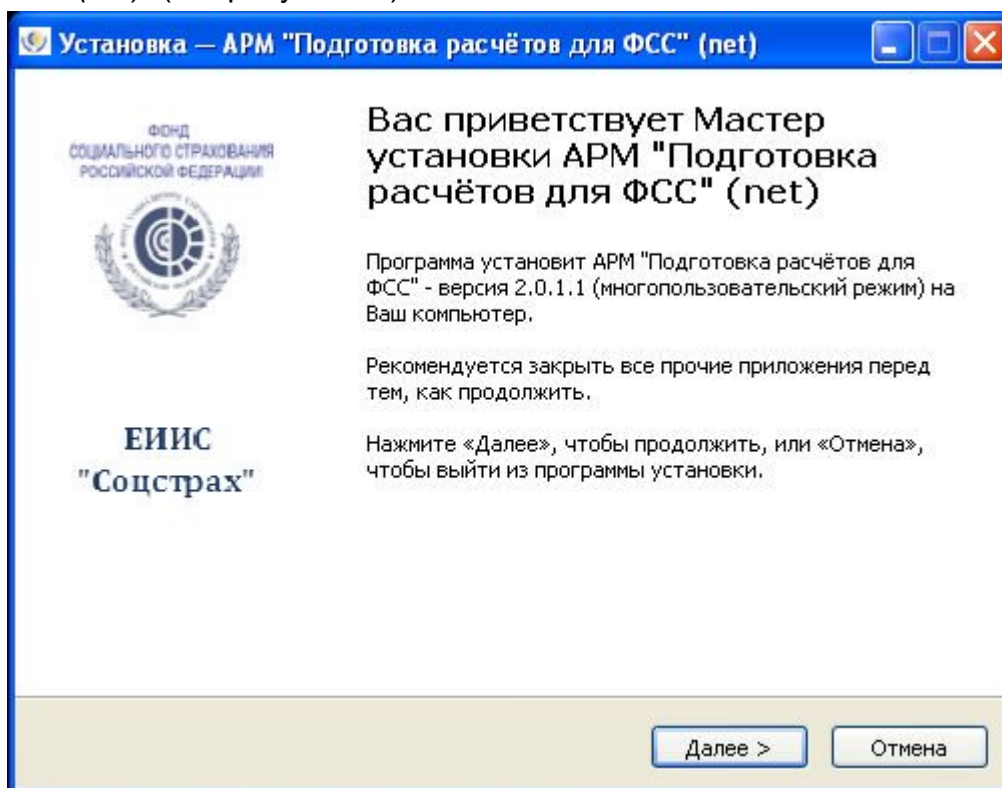 Установка — АРМ "Подготовка расчётов для ФСС" (net)
ФОНД
СОЦИАЛЬНОГО СТРАХОВАНИЯ
РОССИЙСКОЙ ФЕДЕРАЦИИ
ЕИИС
"Соцстрах"
Вас приветствует Мастер
установки АРМ "Подготовка
расчётов для ФСС" (net)
Программа установит АРМ "Подготовка расчётов для
ФСС" - версия 2.0.1.1 (многопользовательский режим) на
Ваш компьютер.
Рекомендуется закрыть все прочие приложения перед
тем, как продолжить.
Нажмите «Далее», чтобы продолжить, или «Отмена»,
чтобы выйти из программы установки.
Далее >
Отмена